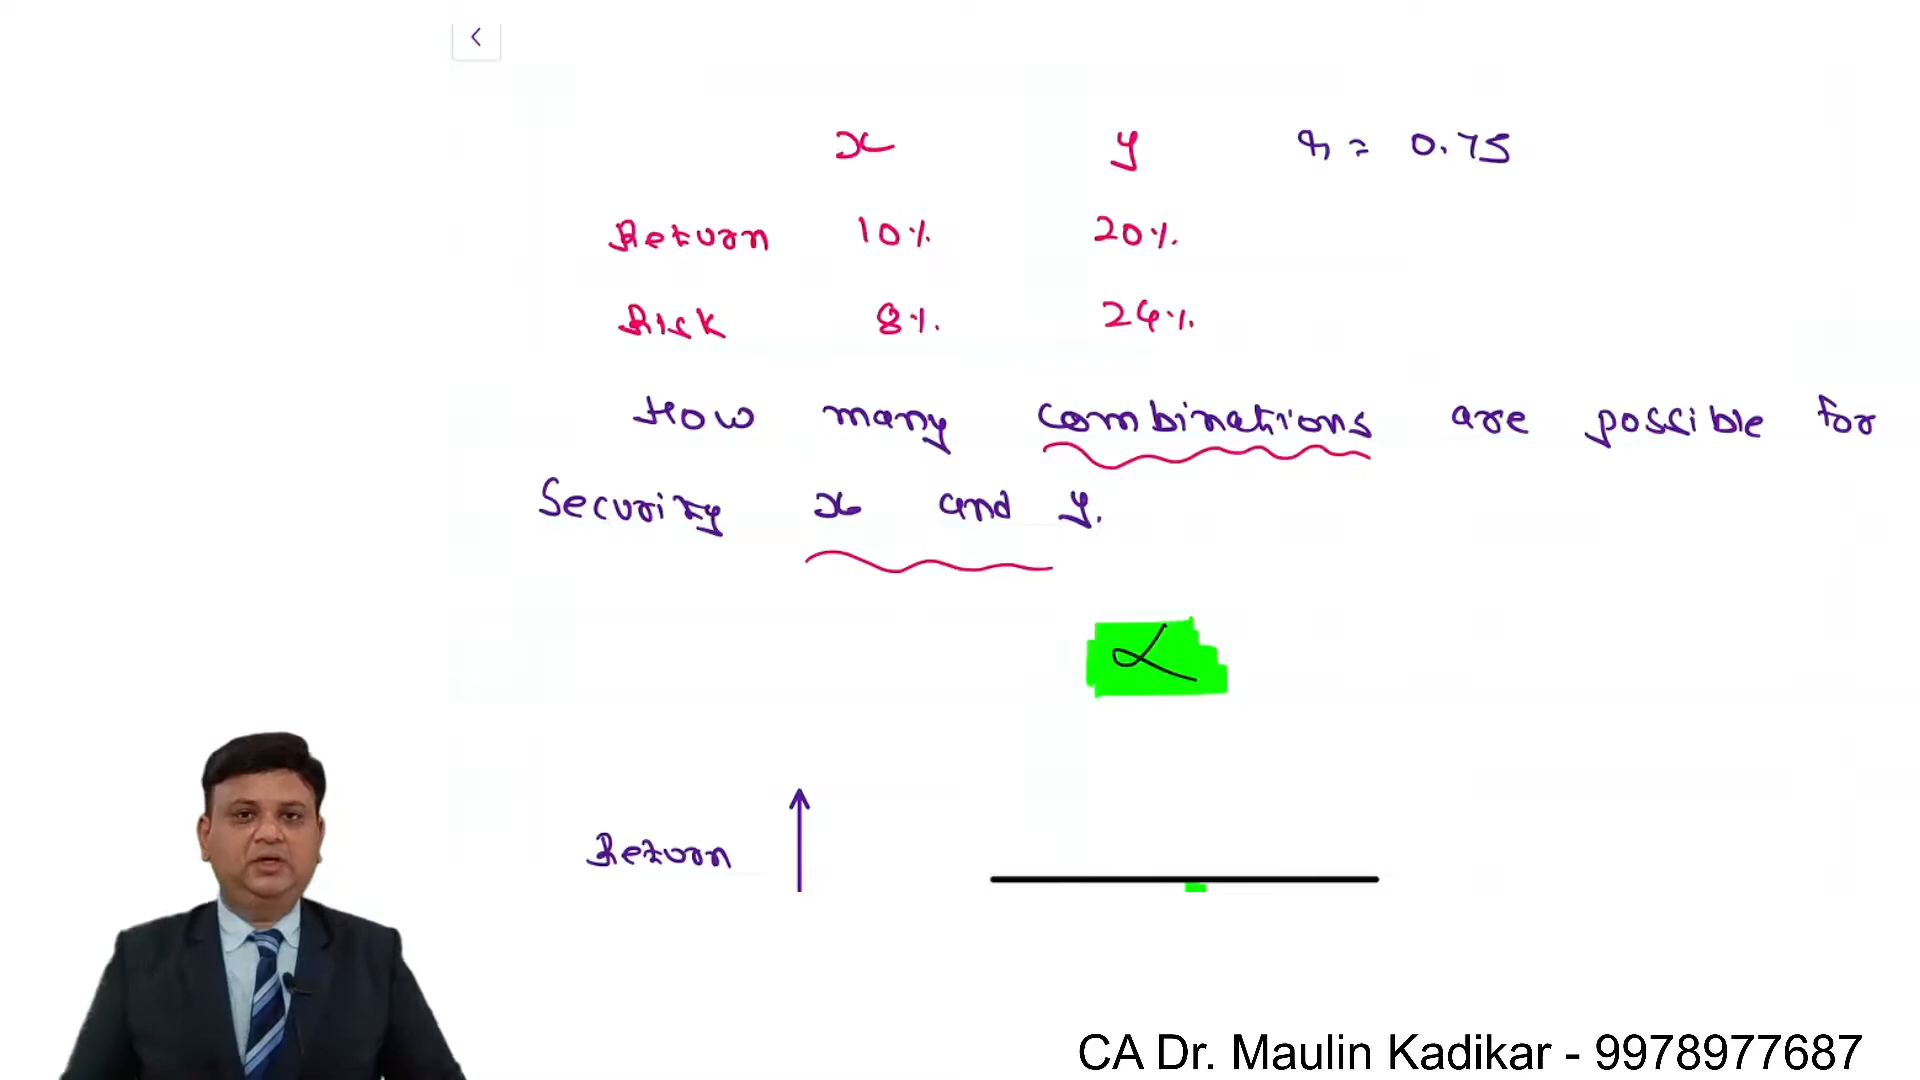 x y r = 0.75
Return 10% 20%
Risk 8% 24%
How many combinations are possible for
Security x and y.
α
Return
CA Dr. Maulin Kadikar - 9978977687